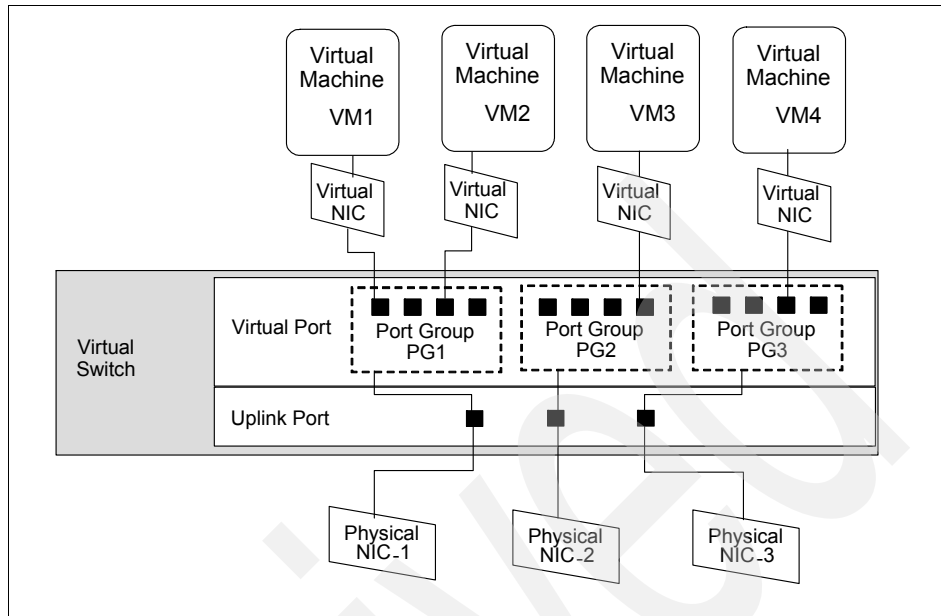 Virtual
Machine
VM1
Virtual
Machine
VM2
Virtual
Machine
VM3
Virtual
Machine
VM4
Virtual
NIC
Virtual
NIC
Virtual
NIC
Virtual
NIC
Virtual
Switch
Virtual Port
Port Group
PG1
Port Group
PG2
Port Group
PG3
Uplink Port
Physical
NIC-1
Physical
NIC-2
Physical
NIC-3